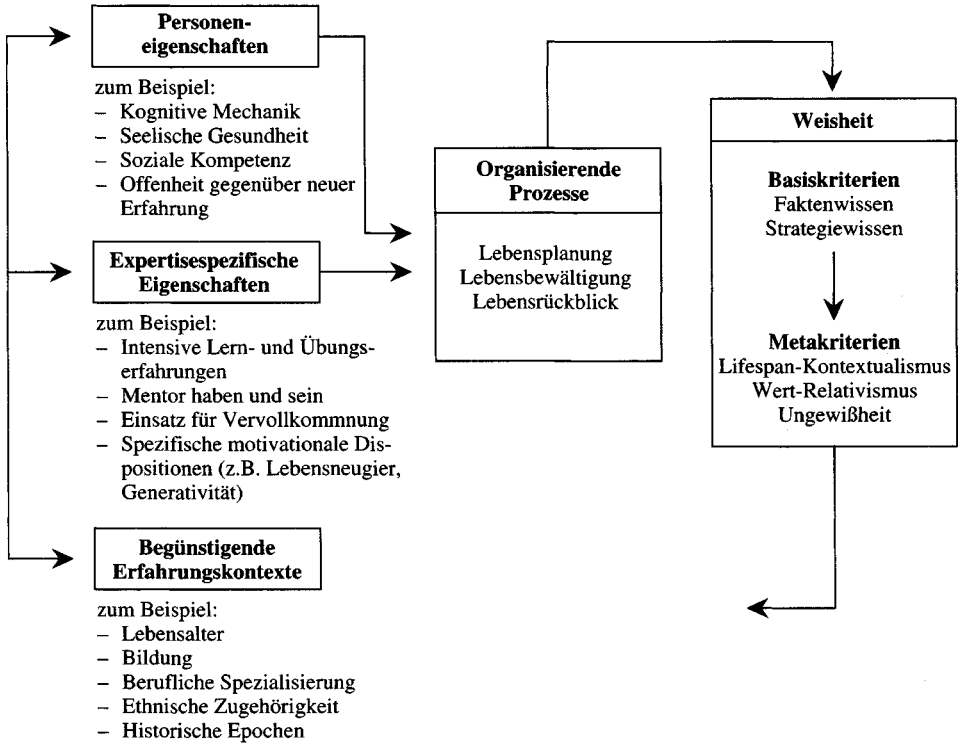 Personen-
eigenschaften
zum Beispiel:
– Kognitive Mechanik
– Seelische Gesundheit
– Soziale Kompetenz
– Offenheit gegenüber neuer
Erfahrung
Expertisespezifische
Eigenschaften
zum Beispiel:
– Intensive Lern- und Übungs-
erfahrungen
– Mentor haben und sein
– Einsatz für Vervollkommnung
– Spezifische motivationale Dis-
positionen (z.B. Lebensneugier,
Generativität)
Begünstigende
Erfahrungskontexte
zum Beispiel:
– Lebensalter
– Bildung
– Berufliche Spezialisierung
– Ethnische Zugehörigkeit
– Historische Epochen
Organisierende
Prozesse
Lebensplanung
Lebensbewältigung
Lebensrückblick
Weisheit
Basiskriterien
Faktenwissen
Strategiewissen
Metakriterien
Lifespan-Kontextualismus
Wert-Relativismus
Ungewißheit